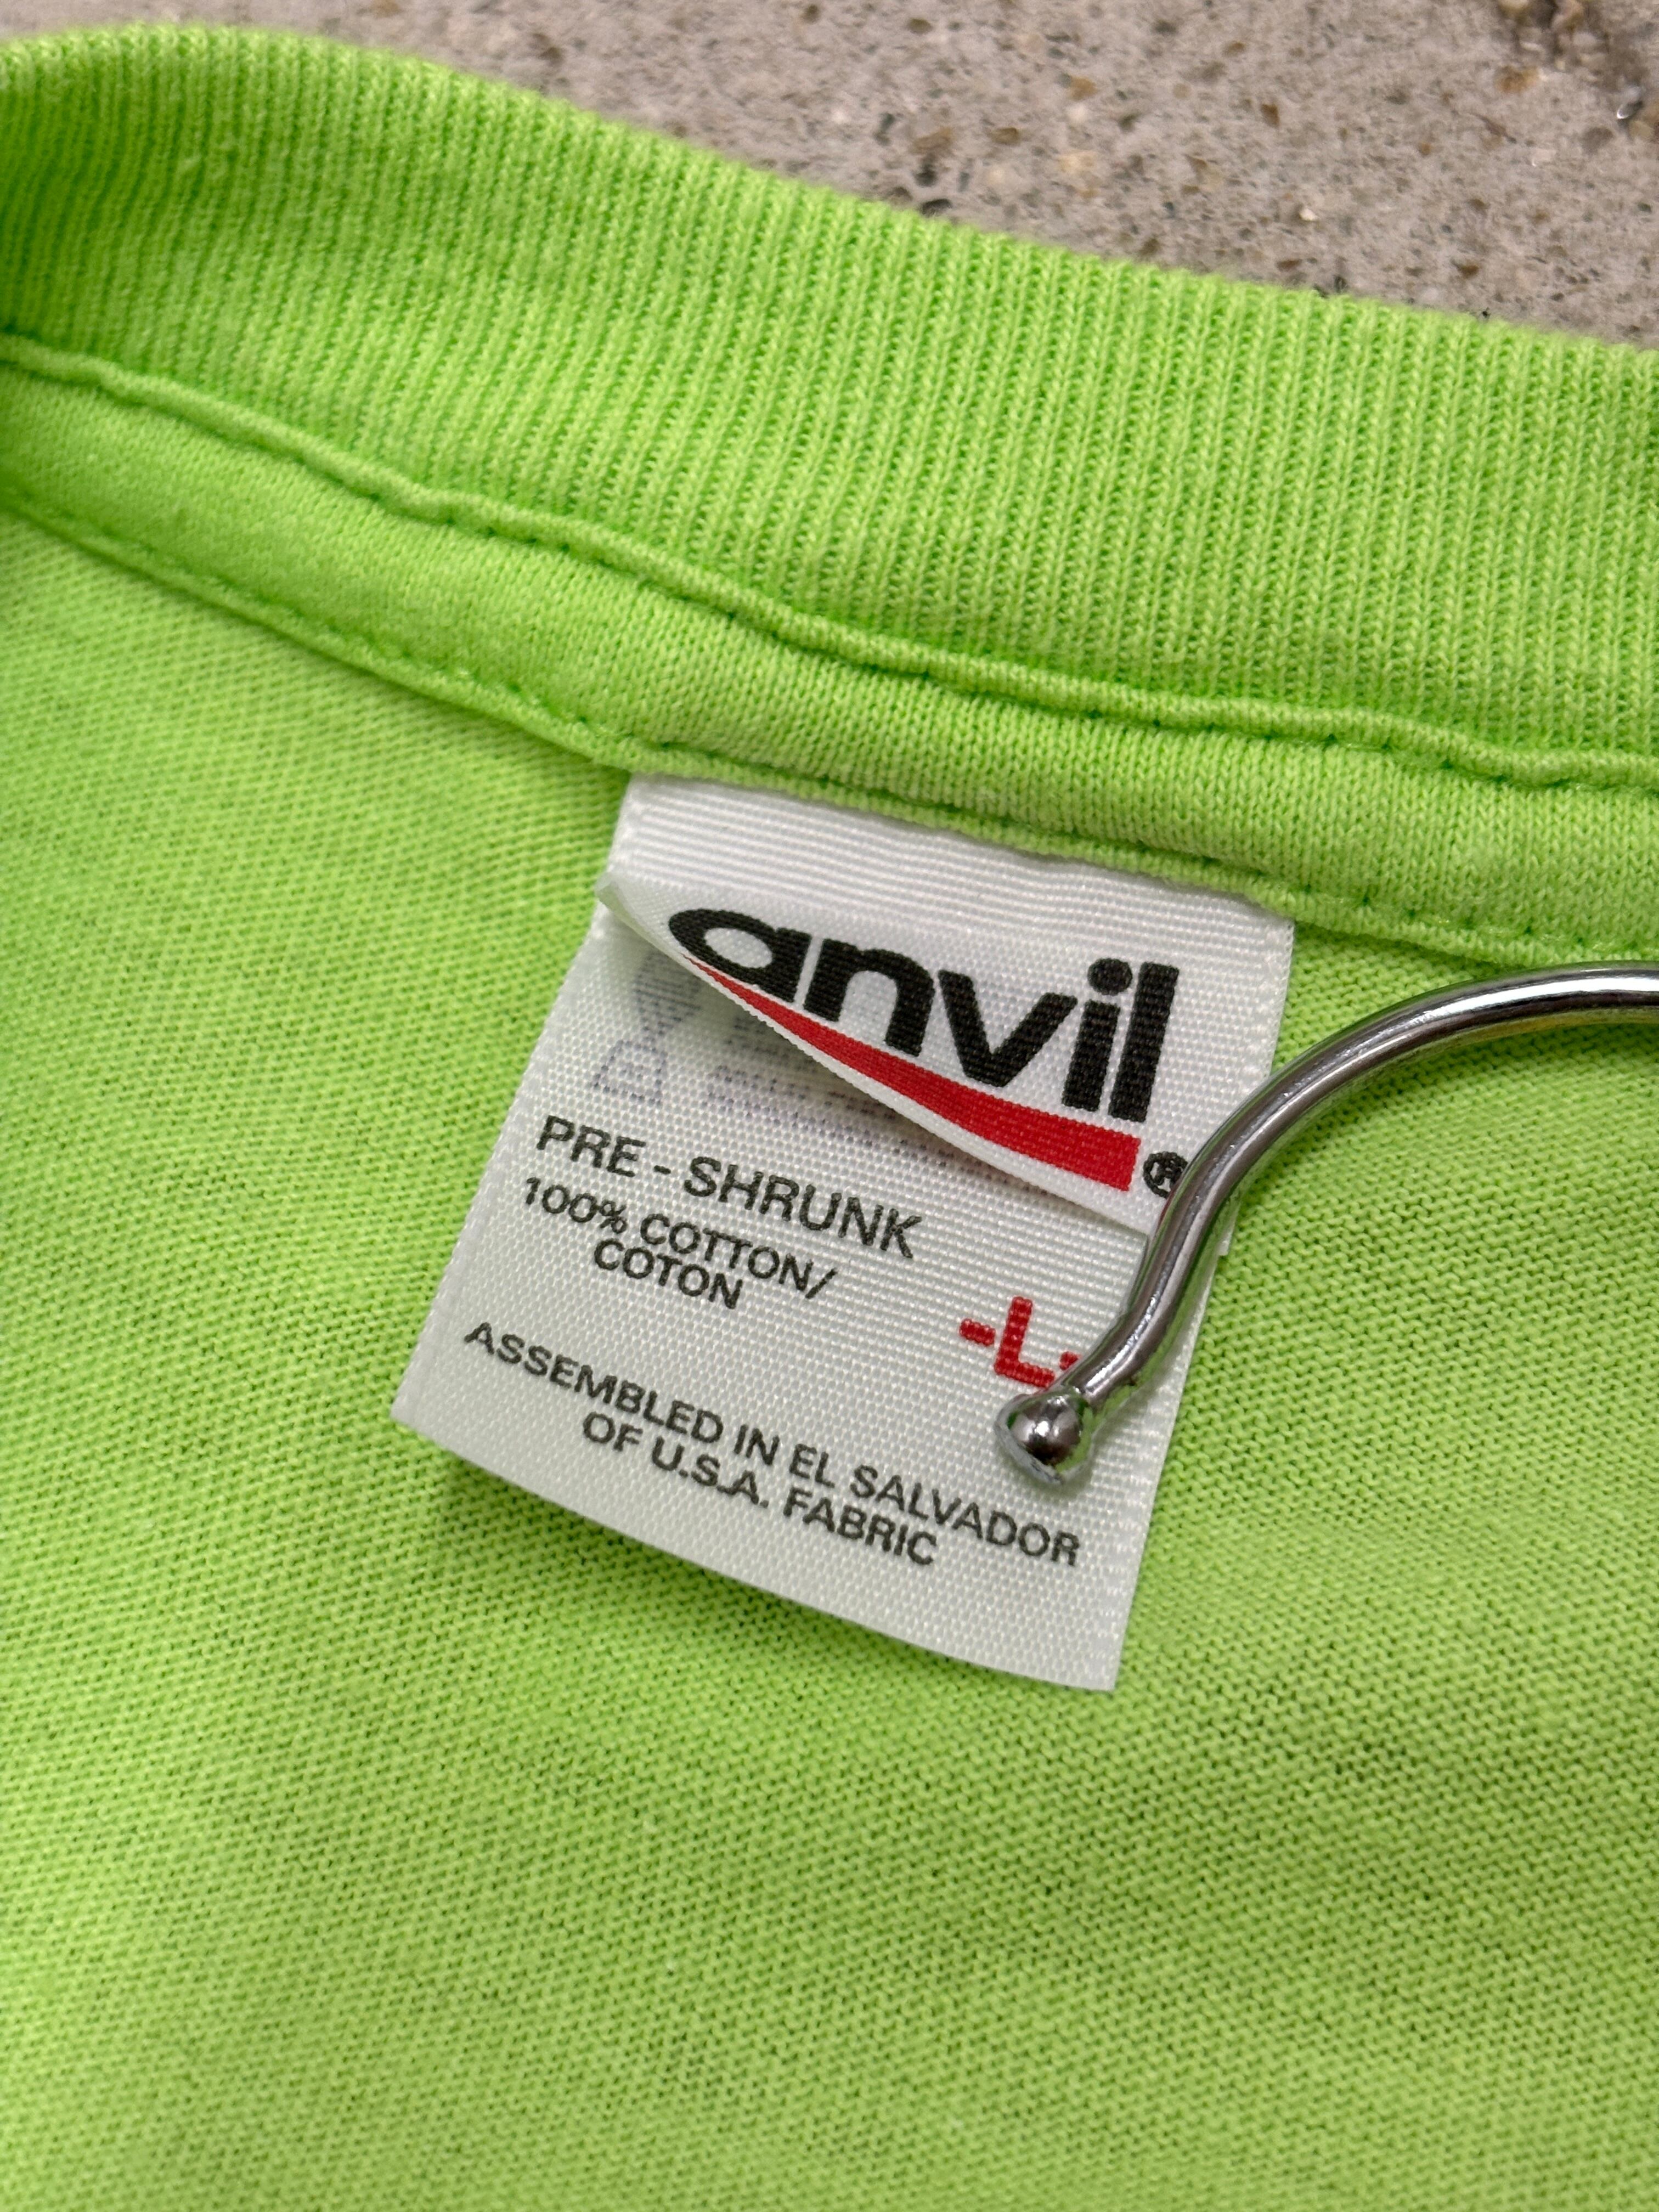 anvil®
PRE - SHRUNK
100% COTTON/
COTON
-L-
ASSEMBLED IN EL SALVADOR
OF U.S.A. FABRIC